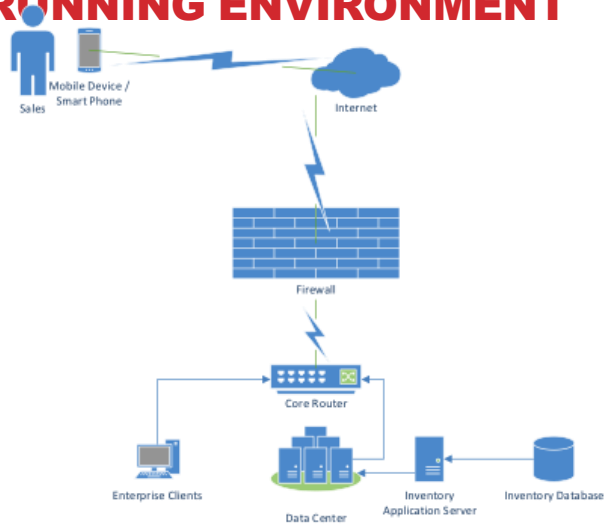 RUNNING ENVIRONMENT
Mobile Device /
Smart Phone
Sales
Internet
Firewall
Core Router
Enterprise Clients
Data Center
Inventory
Application Server
Inventory Database